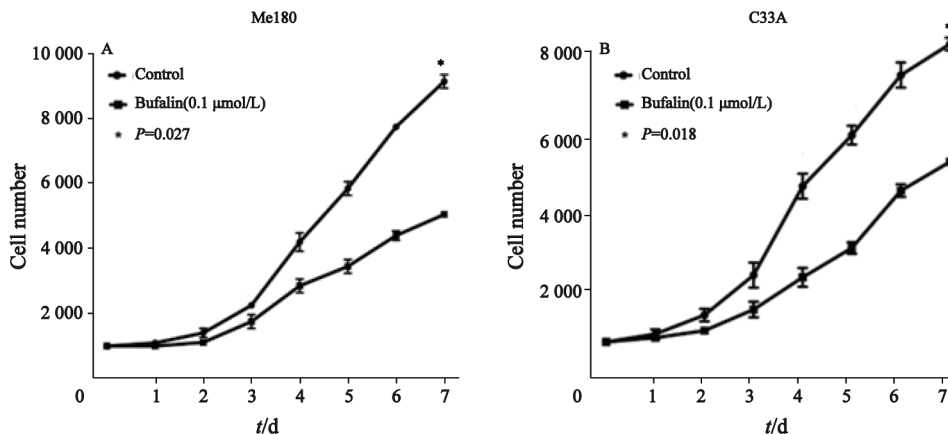 Me180
A
10 000
8 000
6 000
4 000
2 000
0
1 2 3 4 5 6 7
Cell number
t/d
Control
Bufalin(0.1 μmol/L)
* P=0.027
*
C33A
B
8 000
6 000
4 000
2 000
0
1 2 3 4 5 6 7
Cell number
t/d
Control
Bufalin(0.1 μmol/L)
* P=0.018
*